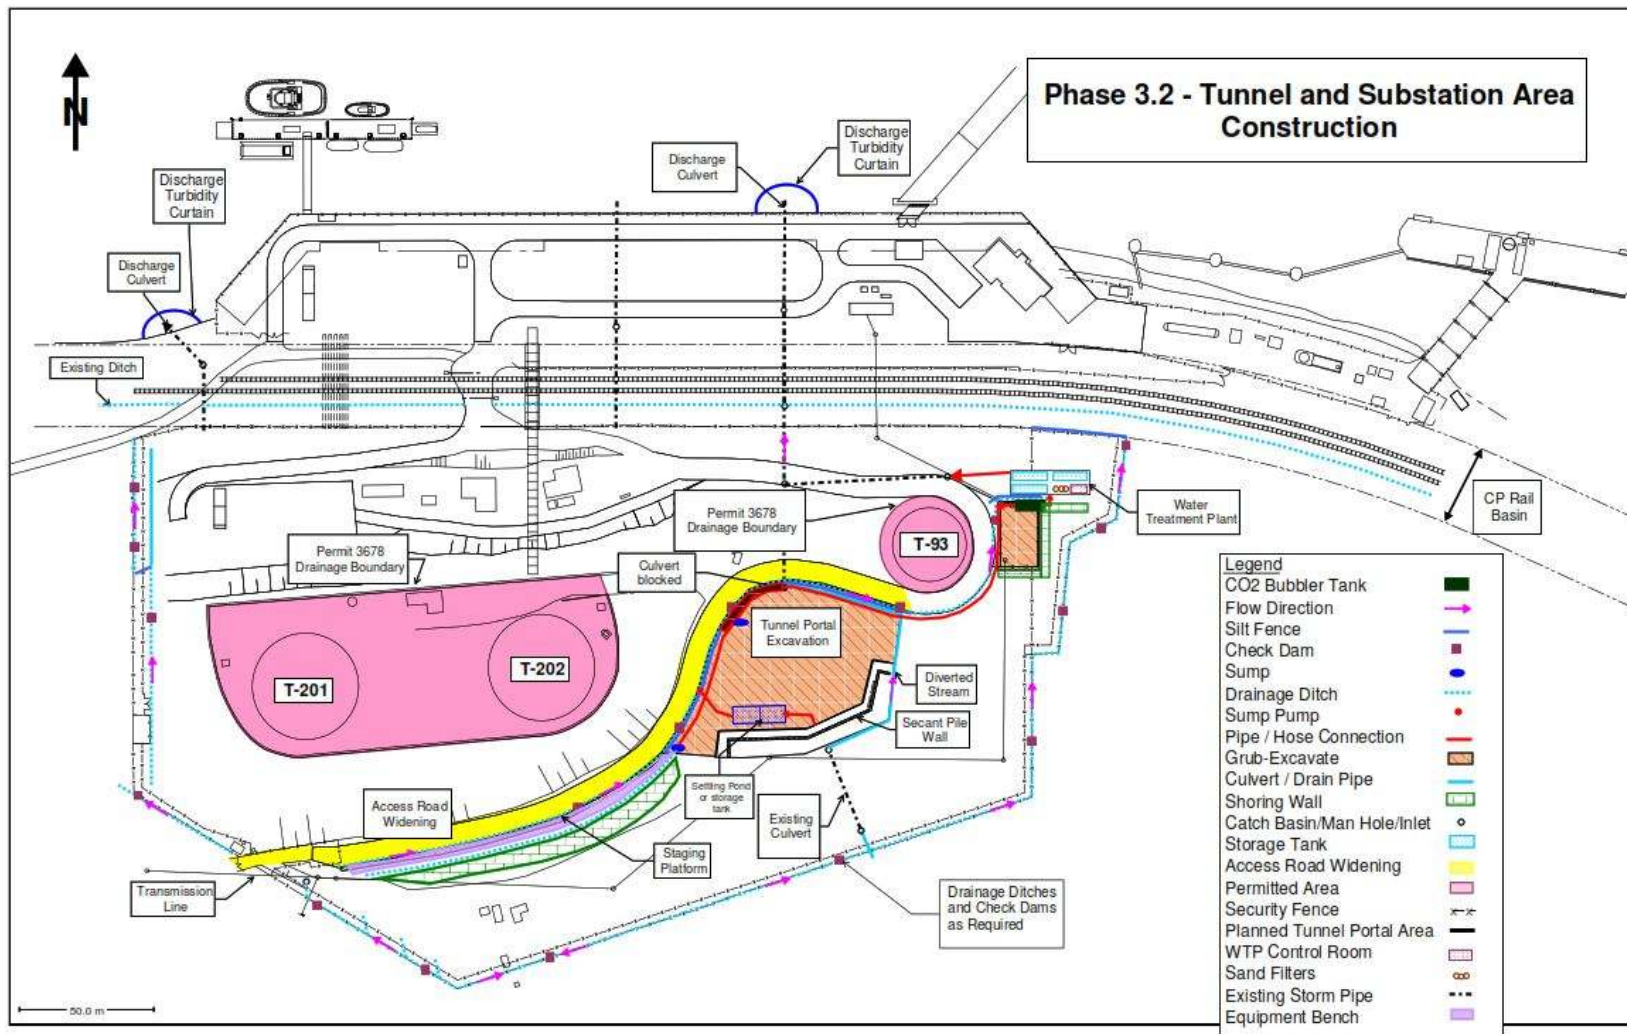 Phase 3.2 - Tunnel and Substation Area
Construction
N
Discharge
Turbidity
Curtain
Discharge
Culvert
Discharge
Turbidity
Curtain
Discharge
Culvert
Existing Ditch
CP Rail
Basin
Water
Treatment Plant
Permit 3678
Drainage Boundary
T-93
Permit 3678
Drainage Boundary
Culvert
blocked
Tunnel Portal
Excavation
T-201
T-202
Diverted
Stream
Secant Pile
Wall
Settling Pond
or storage
tank
Access Road
Widening
Existing
Culvert
Staging
Platform
Transmission
Line
Drainage Ditches
and Check Dams
as Required
50.0 m
Legend
CO2 Bubbler Tank
Flow Direction
Silt Fence
Check Dam
Sump
Drainage Ditch
Sump Pump
Pipe / Hose Connection
Grub-Excavate
Culvert / Drain Pipe
Shoring Wall
Catch Basin/Man Hole/Inlet
Storage Tank
Access Road Widening
Permitted Area
Security Fence
Planned Tunnel Portal Area
WTP Control Room
Sand Filters
Existing Storm Pipe
Equipment Bench